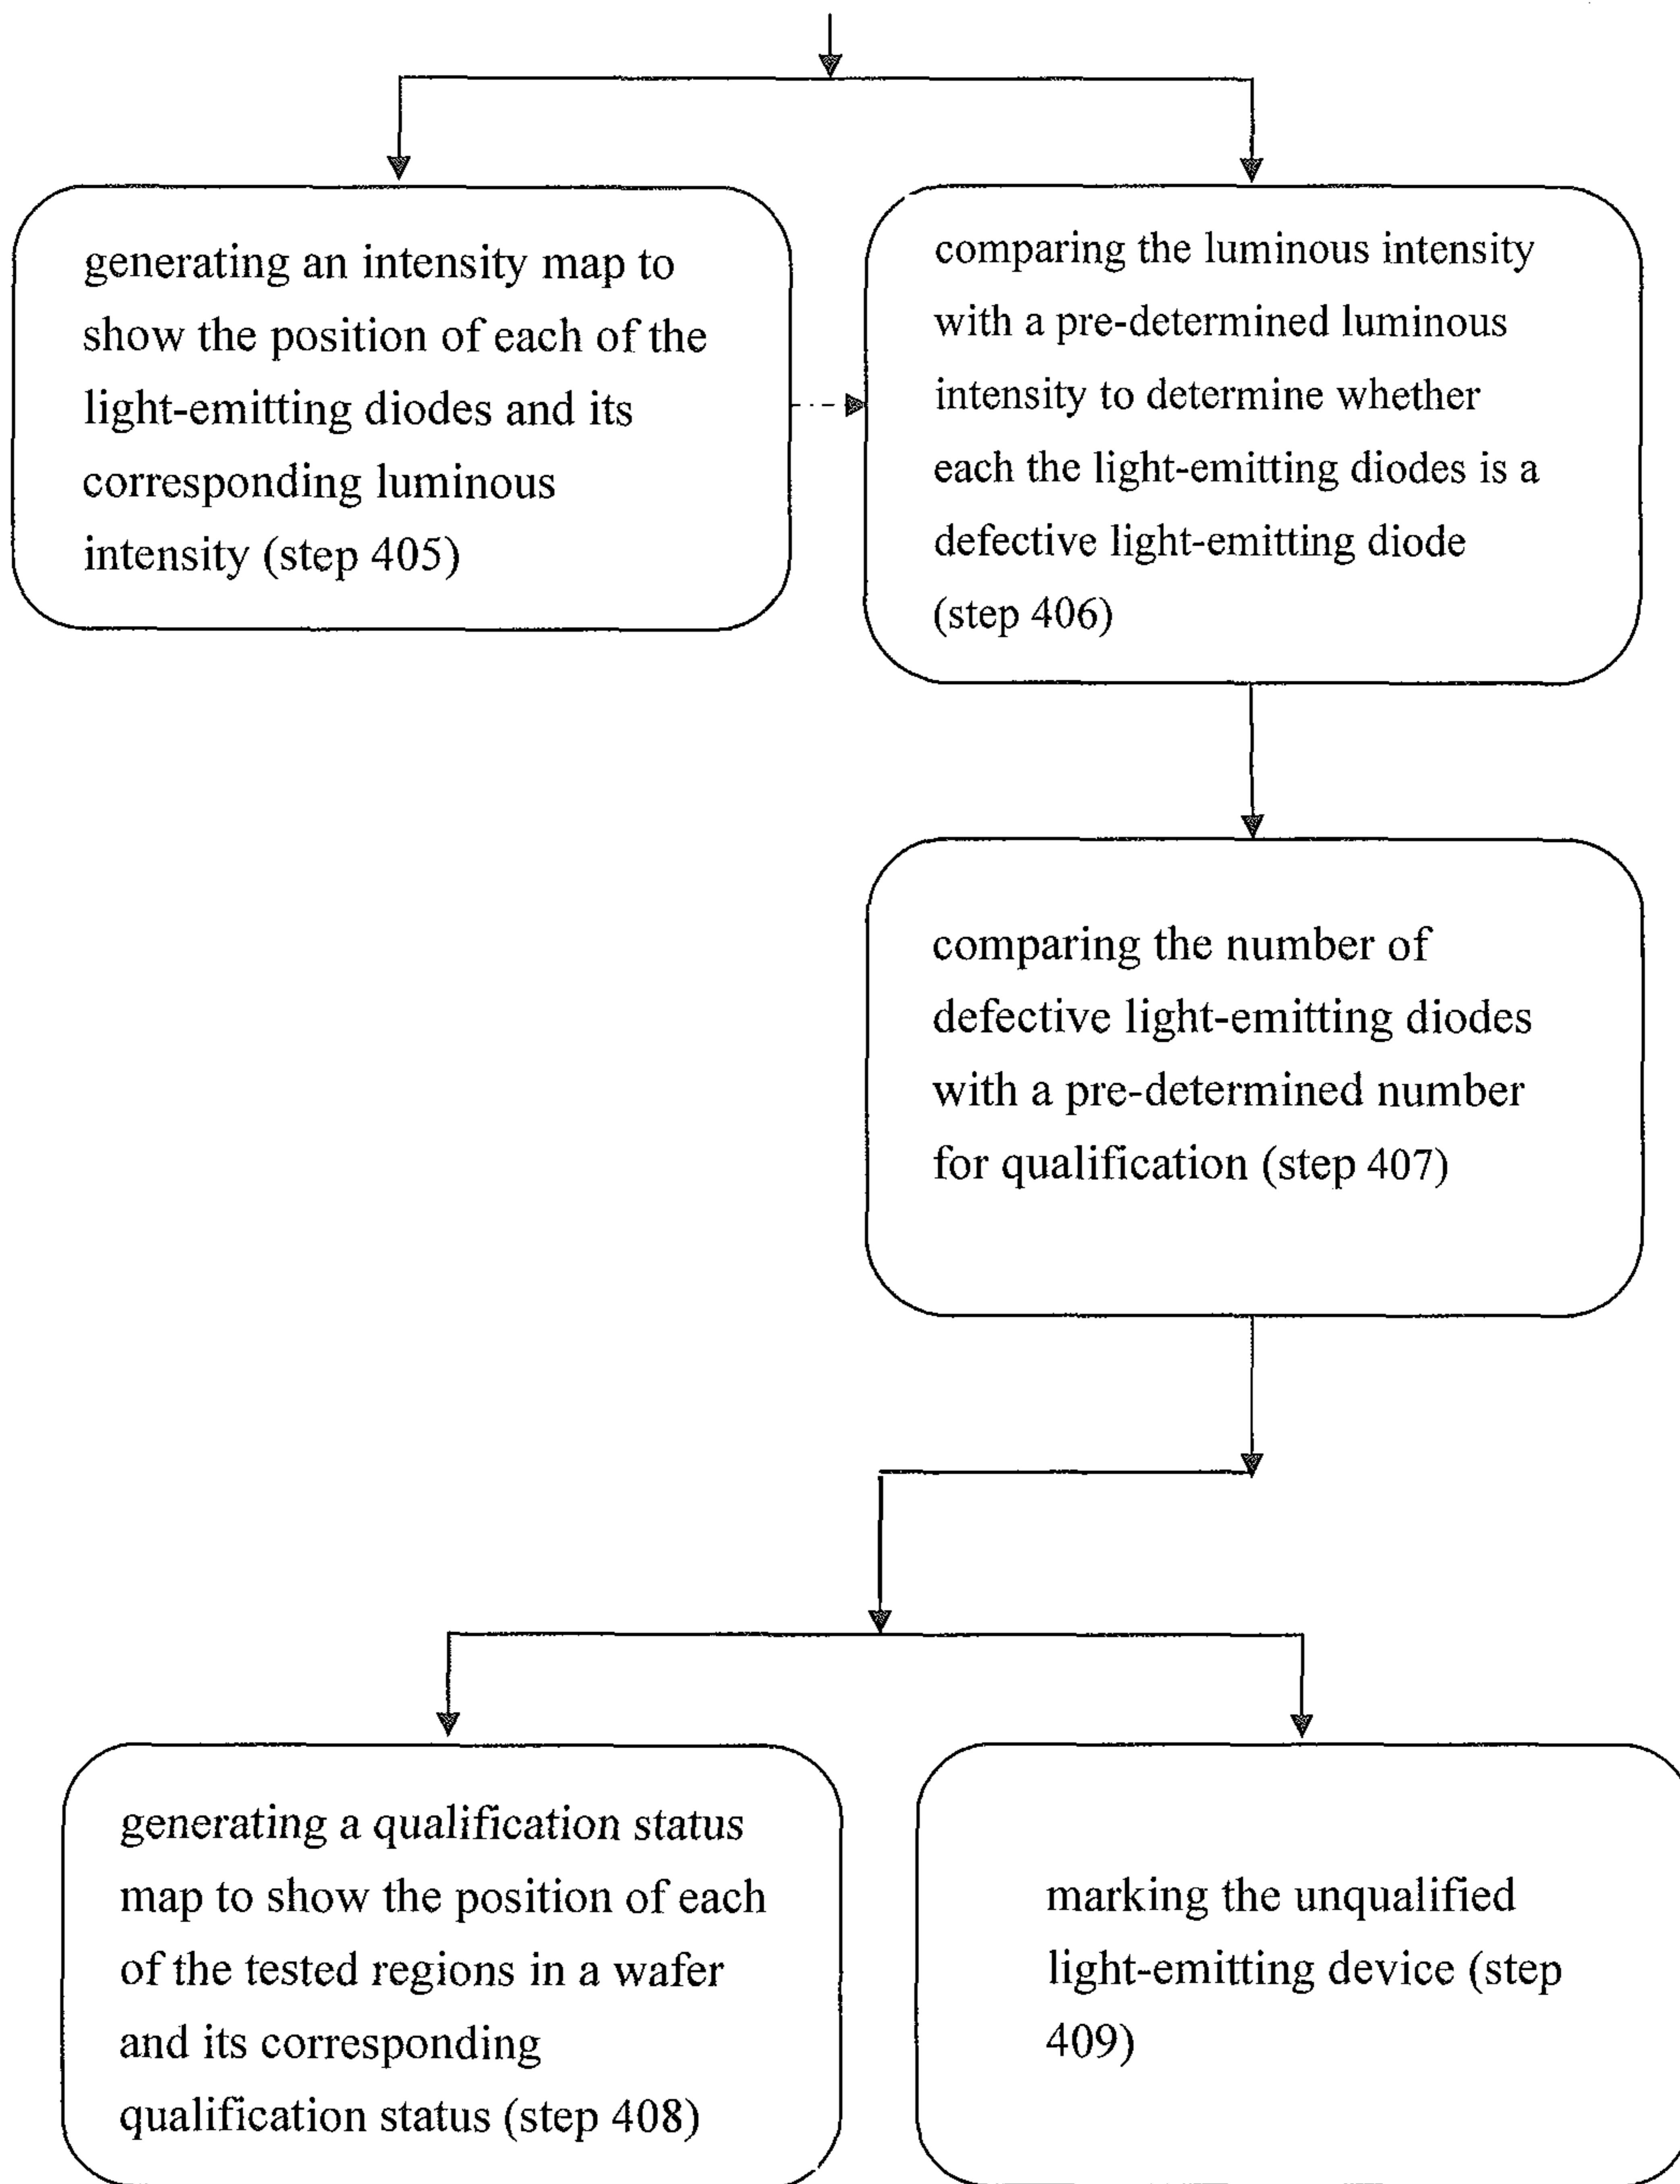 generating an intensity map to
show the position of each of the
light-emitting diodes and its
corresponding luminous
intensity (step 405)
comparing the luminous intensity
with a pre-determined luminous
intensity to determine whether
each the light-emitting diodes is a
defective light-emitting diode
(step 406)
comparing the number of
defective light-emitting diodes
with a pre-determined number
for qualification (step 407)
generating a qualification status
map to show the position of each
of the tested regions in a wafer
and its corresponding
qualification status (step 408)
marking the unqualified
light-emitting device (step
409)